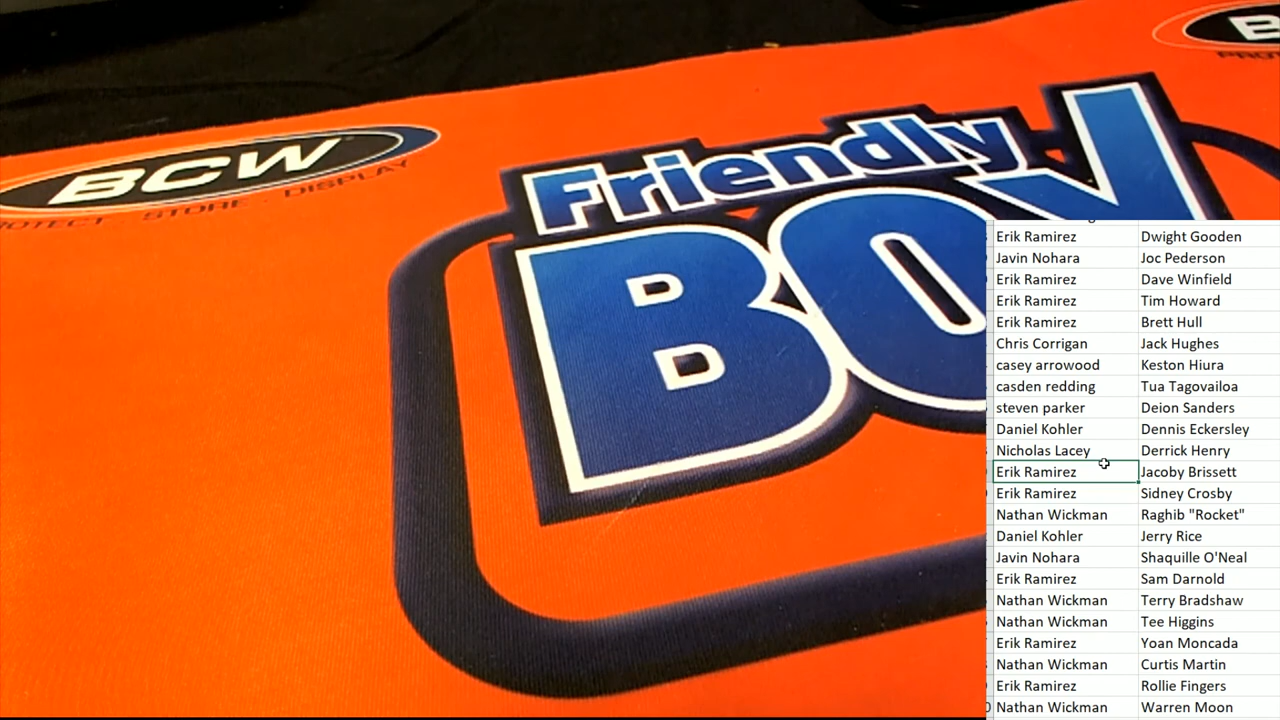 B
BCW
PROTECT · STORE · DISPLAY
Friendly
BOX
Erik Ramirez Dwight Gooden
Javin Nohara Joc Pederson
Erik Ramirez Dave Winfield
Erik Ramirez Tim Howard
Erik Ramirez Brett Hull
Chris Corrigan Jack Hughes
casey arrowood Keston Hiura
casden redding Tua Tagovailoa
steven parker Deion Sanders
Daniel Kohler Dennis Eckersley
Nicholas Lacey Derrick Henry
Erik Ramirez Jacoby Brissett
Erik Ramirez Sidney Crosby
Nathan Wickman Raghib "Rocket"
Daniel Kohler Jerry Rice
Javin Nohara Shaquille O'Neal
Erik Ramirez Sam Darnold
Nathan Wickman Terry Bradshaw
Nathan Wickman Tee Higgins
Erik Ramirez Yoan Moncada
Nathan Wickman Curtis Martin
Erik Ramirez Rollie Fingers
Nathan Wickman Warren Moon